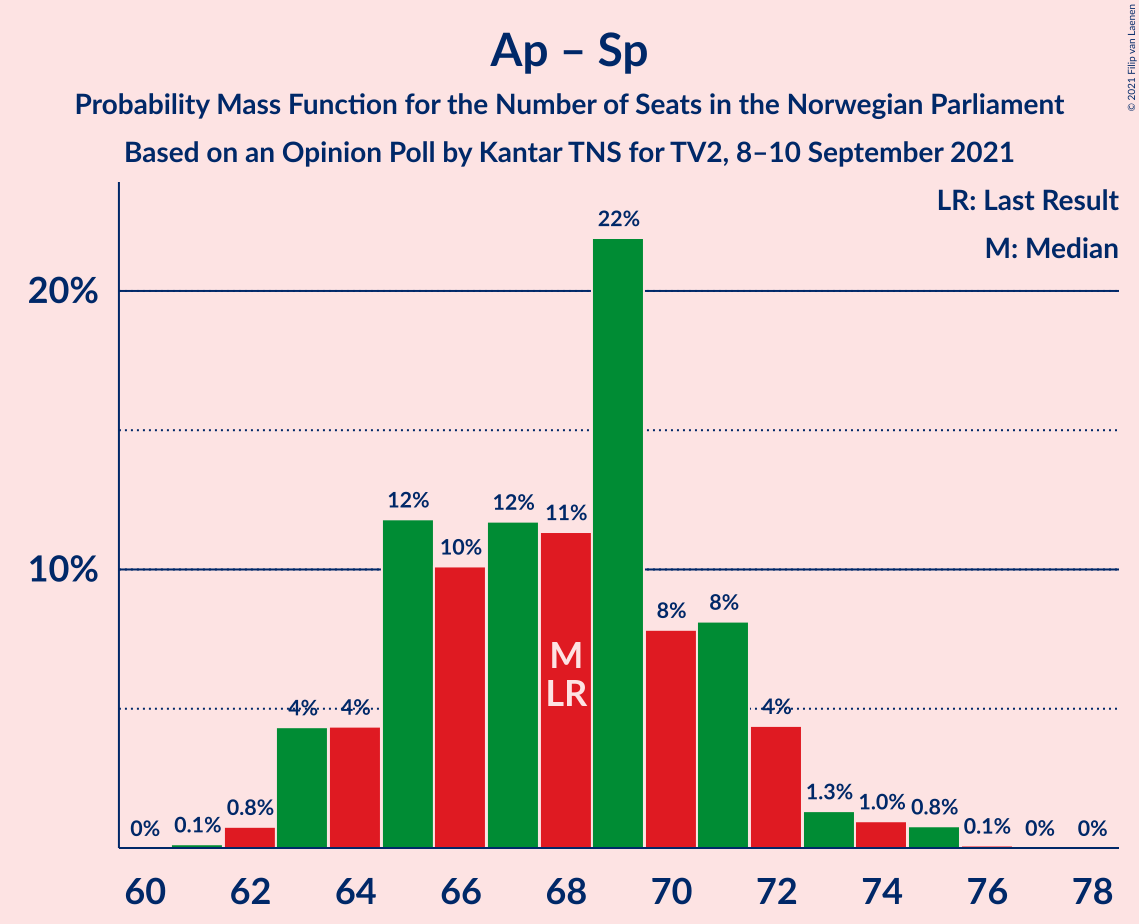 Ap – Sp
Probability Mass Function for the Number of Seats in the Norwegian Parliament
Based on an Opinion Poll by Kantar TNS for TV2, 8–10 September 2021
© 2021 Filip van Laenen
LR: Last Result
M: Median
20%
10%
0% 0.1% 0.8% 4% 4% 12% 10% 12% 11% 22% 8% 8% 4% 1.3% 1.0% 0.8% 0.1% 0% 0%
M
LR
60 62 64 66 68 70 72 74 76 78